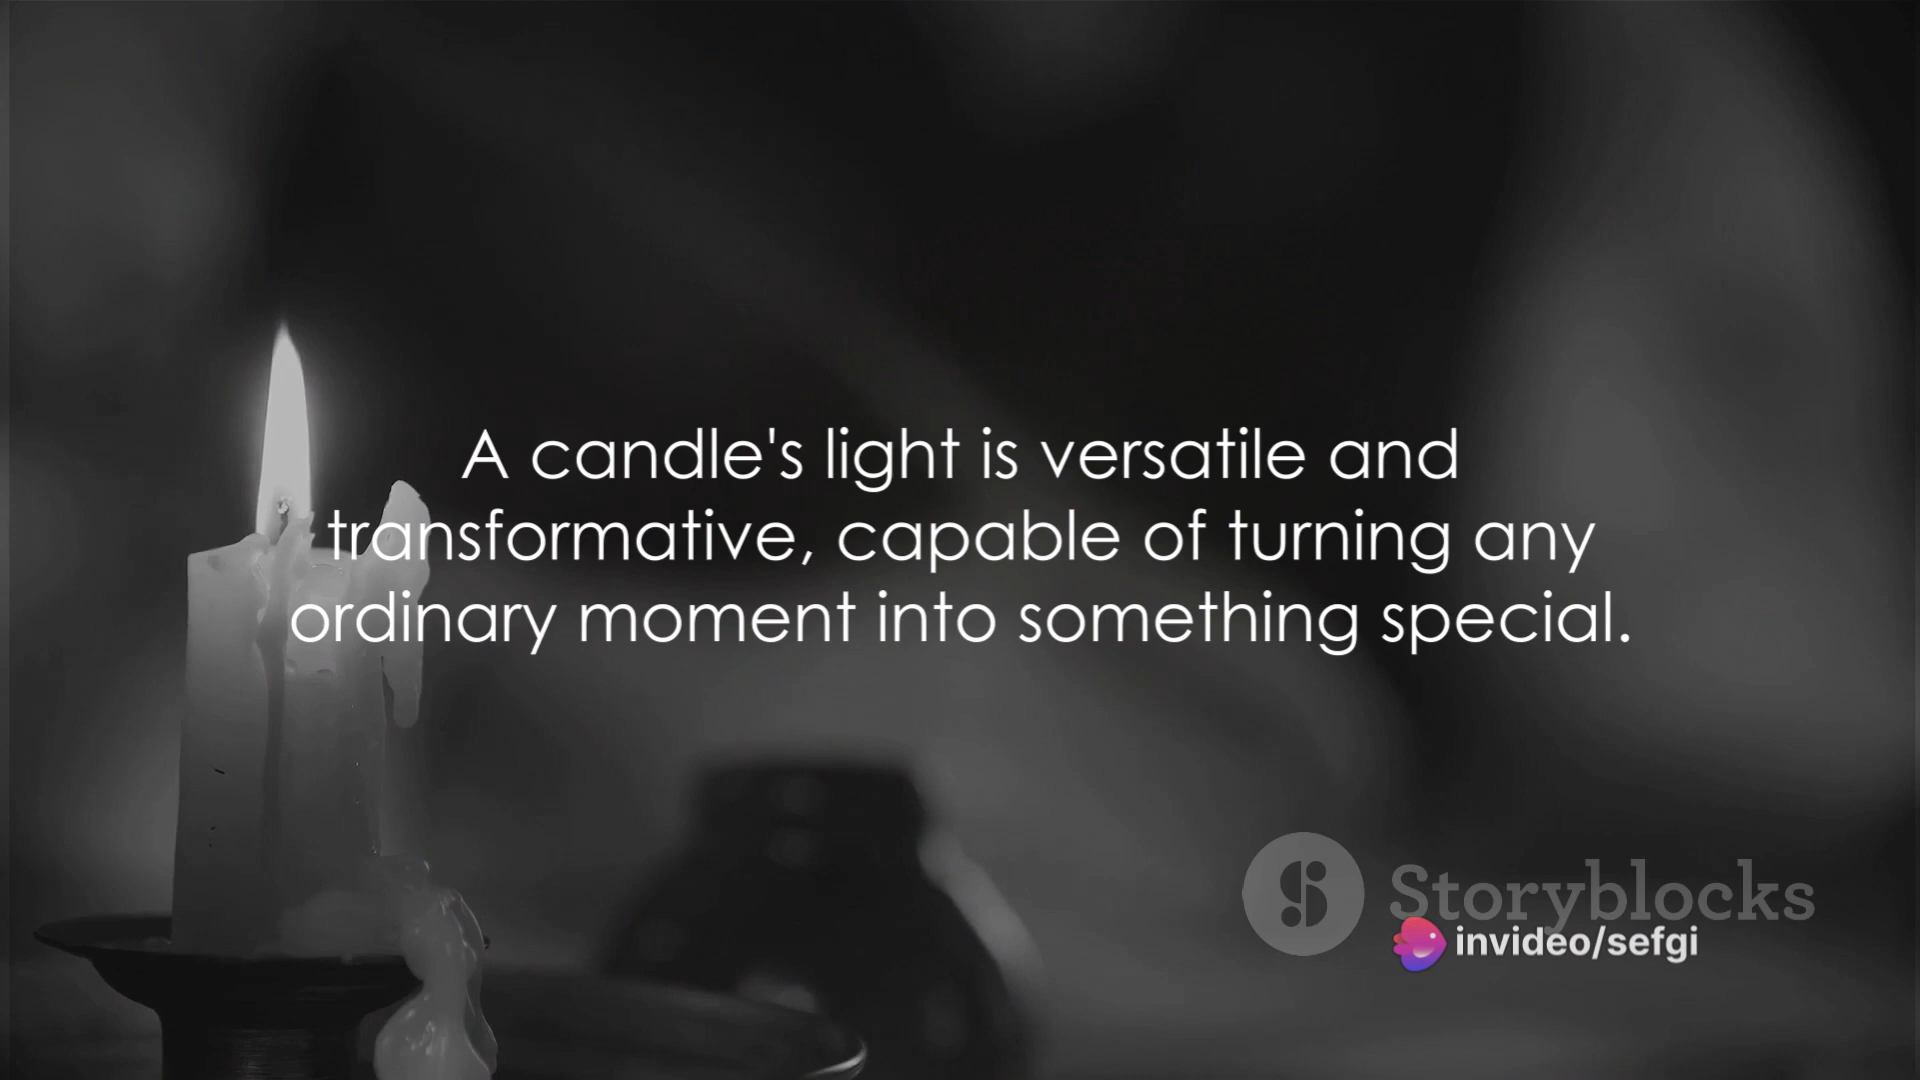 A candle's light is versatile and
transformative, capable of turning any
ordinary moment into something special.
Storyblocks
invideo/sefgi